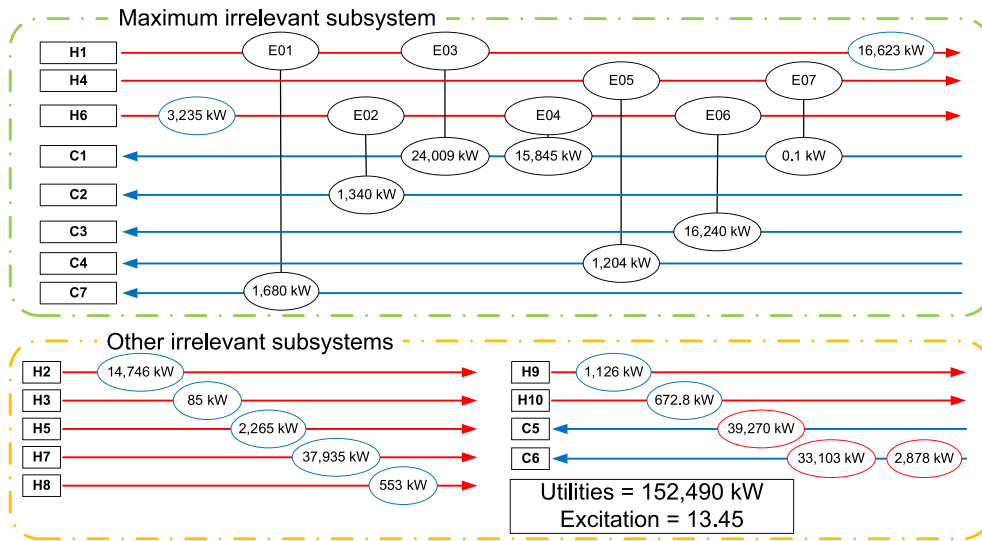 Maximum irrelevant subsystem
H1 E01 E03 16,623 kW
H4 E05 E07
H6 3,235 kW E02 E04 E06
C1 24,009 kW 15,845 kW 0.1 kW
C2 1,340 kW
C3 16,240 kW
C4 1,204 kW
C7 1,680 kW
Other irrelevant subsystems
H2 14,746 kW
H3 85 kW
H5 2,265 kW
H7 37,935 kW
H8 553 kW
H9 1,126 kW
H10 672.8 kW
C5 39,270 kW
C6 33,103 kW 2,878 kW
Utilities = 152,490 kW
Excitation = 13.45